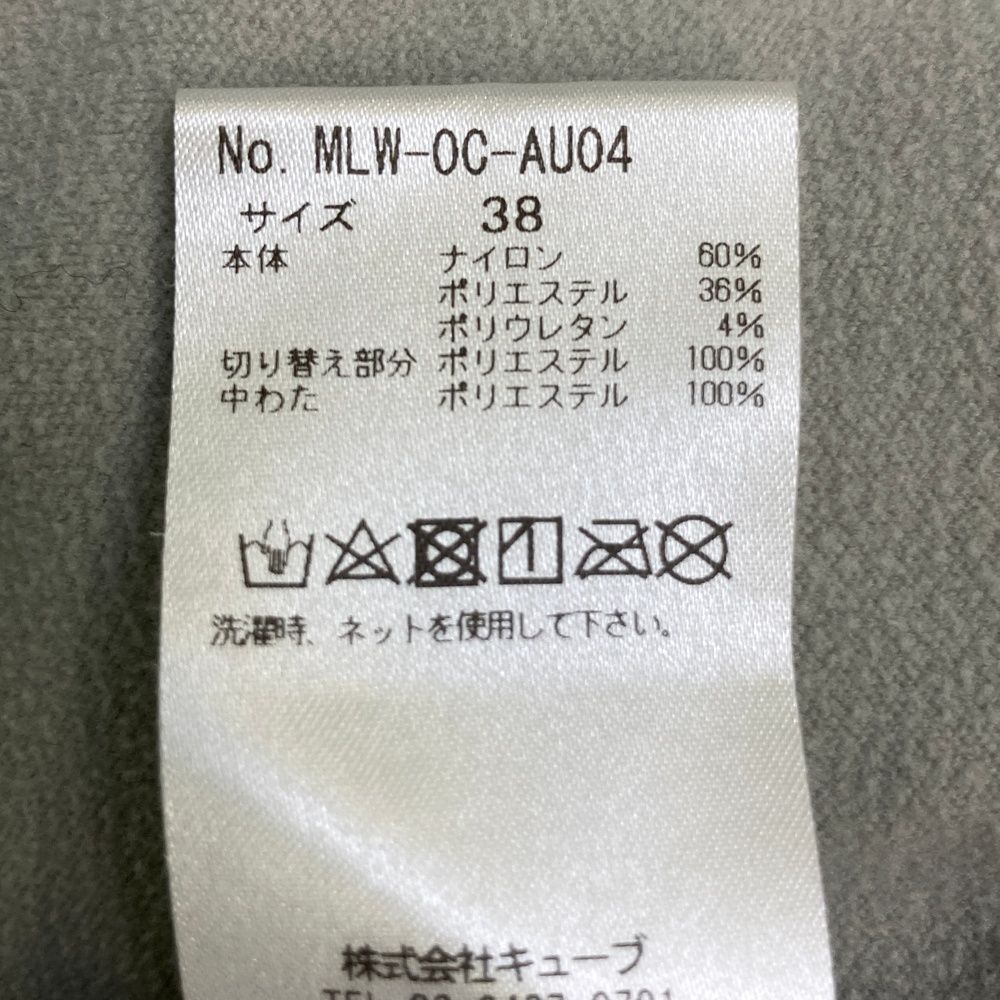 No. MLW-OC-AU04
サイズ 38
本体 ナイロン 60%
ポリエステル 36%
ポリウレタン 4%
切り替え部分 ポリエステル 100%
中わた ポリエステル 100%
洗濯時、ネットを使用して下さい。
株式会社キューブ
TEL